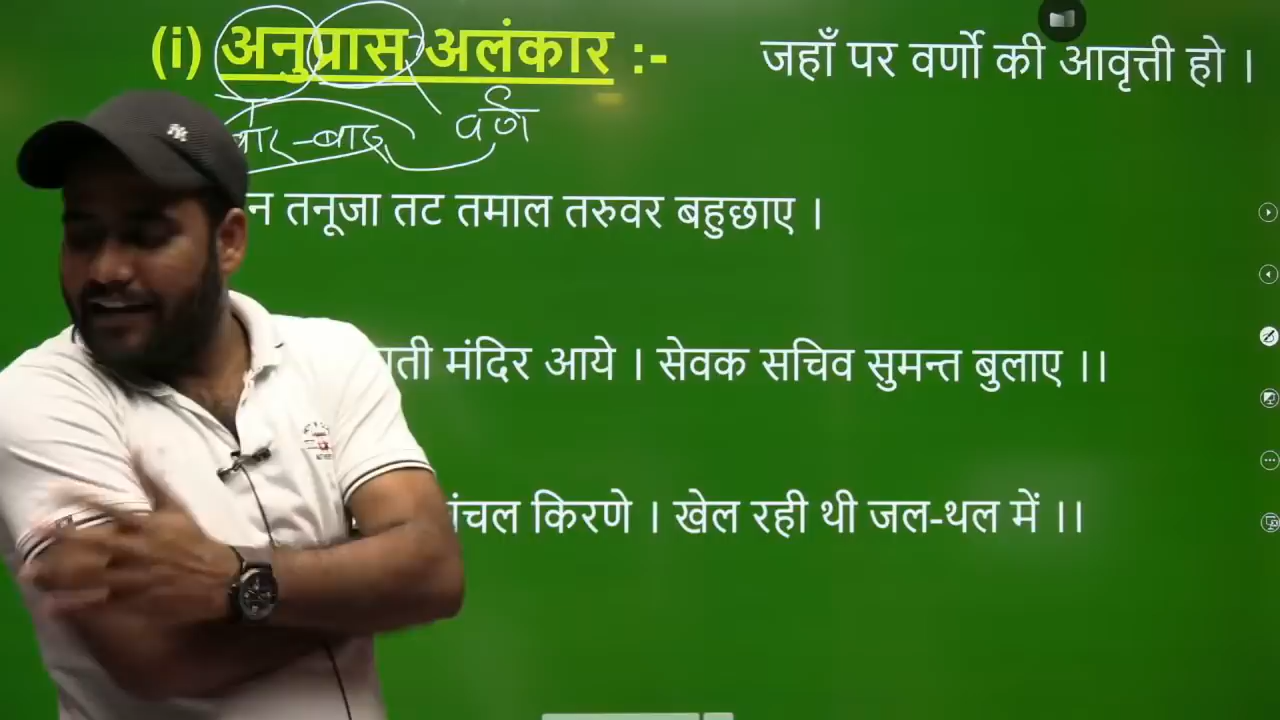 (i) अनुप्रास अलंकार :- जहाँ पर वर्णो की आवृत्ती हो ।
बार-बार वर्ण
न तनूजा तट तमाल तरुवर बहुछाए ।
मंदिर आये । सेवक सचिव सुमन्त बुलाए ।।
किरणे । खेल रही थी जल-थल में ।।